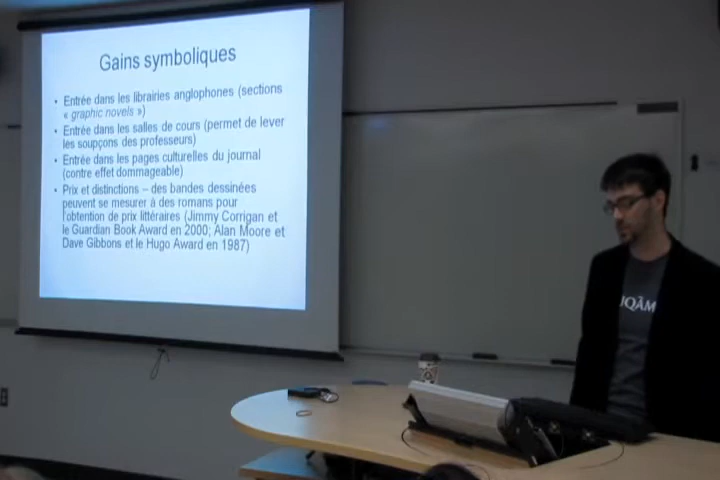 Gains symboliques
• Entrée dans les librairies anglophones (sections
« graphic novels »)
• Entrée dans les salles de cours (permet de lever
les soupçons des professeurs)
• Entrée dans les pages culturelles du journal
(contre effet dommageable)
• Prix et distinctions – des bandes dessinées
peuvent se mesurer à des romans pour
l'obtention de prix littéraires (Jimmy Corrigan et
le Guardian Book Award en 2000; Alan Moore et
Dave Gibbons et le Hugo Award en 1987)
UQÀM